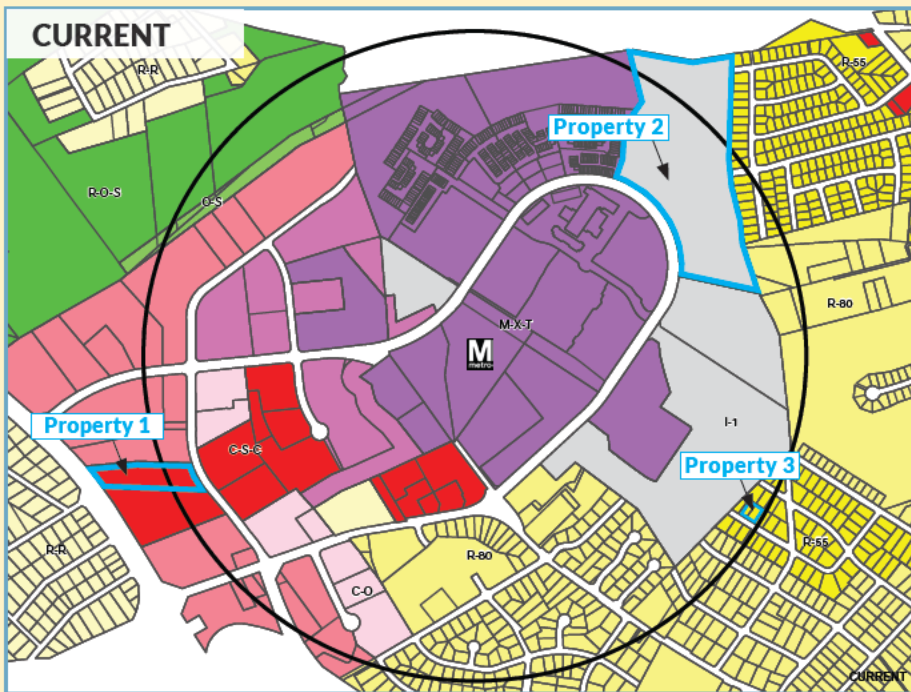 CURRENT
R-R
R-55
Property 2
R-O-S
O-S
R-80
M-X-T
M
metro
I-1
Property 1
C-S-C
Property 3
R-55
R-R
R-80
C-O
CURRENT